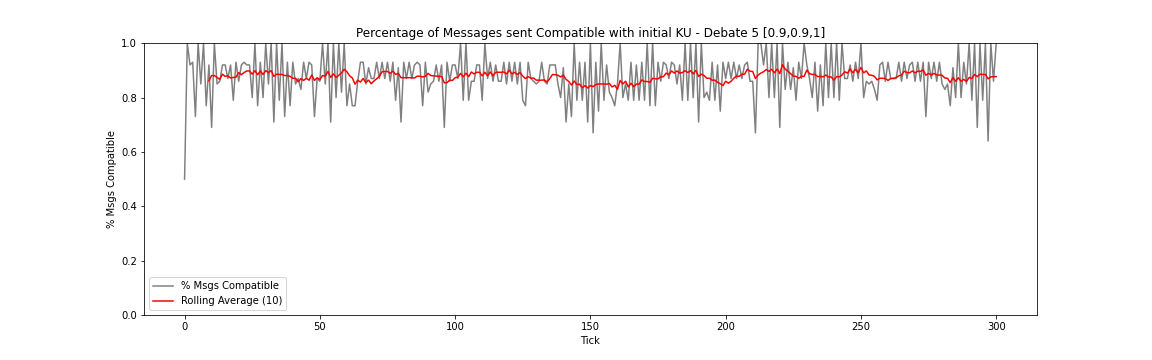 Percentage of Messages sent Compatible with initial KU - Debate 5 [0.9,0.9,1]
% Msgs Compatible
1.0
0.8
0.6
0.4
0.2
0.0
% Msgs Compatible
Rolling Average (10)
0 50 100 150 200 250 300
Tick